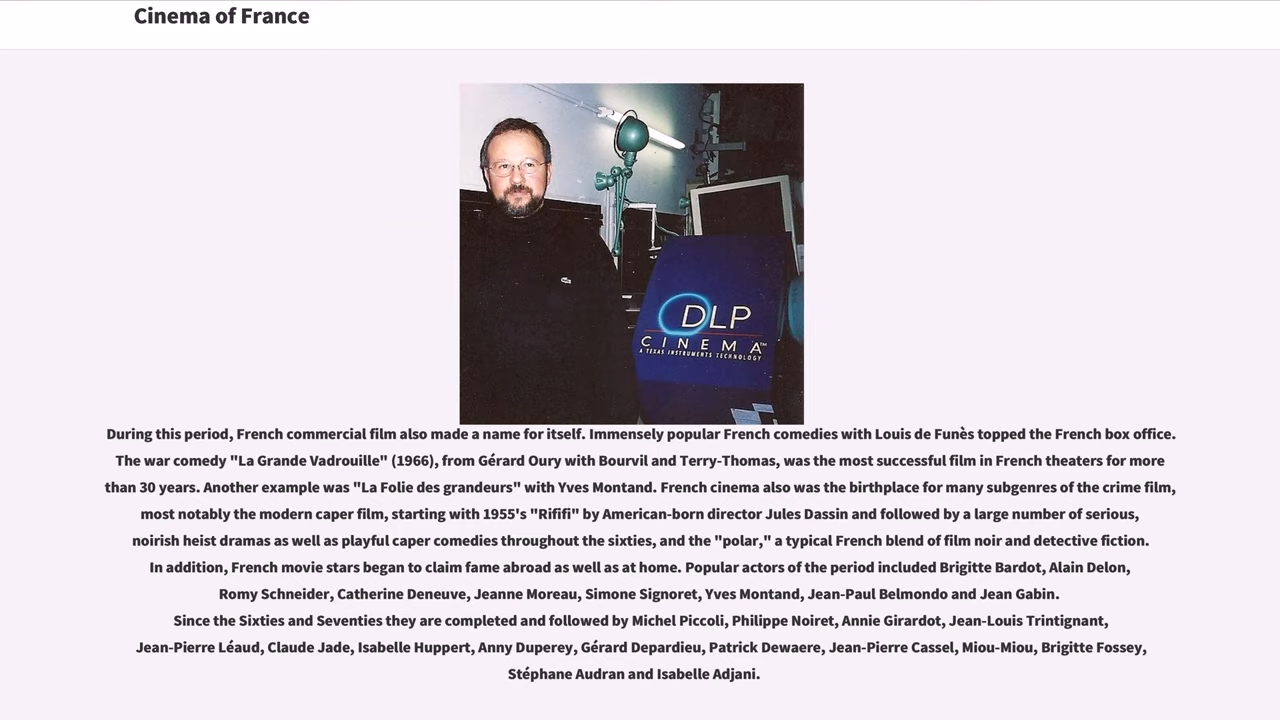 Cinema of France
DLP
CINEMA™
A TEXAS INSTRUMENTS TECHNOLOGY
During this period, French commercial film also made a name for itself. Immensely popular French comedies with Louis de Funès topped the French box office.
The war comedy "La Grande Vadrouille" (1966), from Gérard Oury with Bourvil and Terry-Thomas, was the most successful film in French theaters for more
than 30 years. Another example was "La Folie des grandeurs" with Yves Montand. French cinema also was the birthplace for many subgenres of the crime film,
most notably the modern caper film, starting with 1955's "Rififi" by American-born director Jules Dassin and followed by a large number of serious,
noirish heist dramas as well as playful caper comedies throughout the sixties, and the "polar," a typical French blend of film noir and detective fiction.
In addition, French movie stars began to claim fame abroad as well as at home. Popular actors of the period included Brigitte Bardot, Alain Delon,
Romy Schneider, Catherine Deneuve, Jeanne Moreau, Simone Signoret, Yves Montand, Jean-Paul Belmondo and Jean Gabin.
Since the Sixties and Seventies they are completed and followed by Michel Piccoli, Philippe Noiret, Annie Girardot, Jean-Louis Trintignant,
Jean-Pierre Léaud, Claude Jade, Isabelle Huppert, Anny Duperey, Gérard Depardieu, Patrick Dewaere, Jean-Pierre Cassel, Miou-Miou, Brigitte Fossey,
Stéphane Audran and Isabelle Adjani.